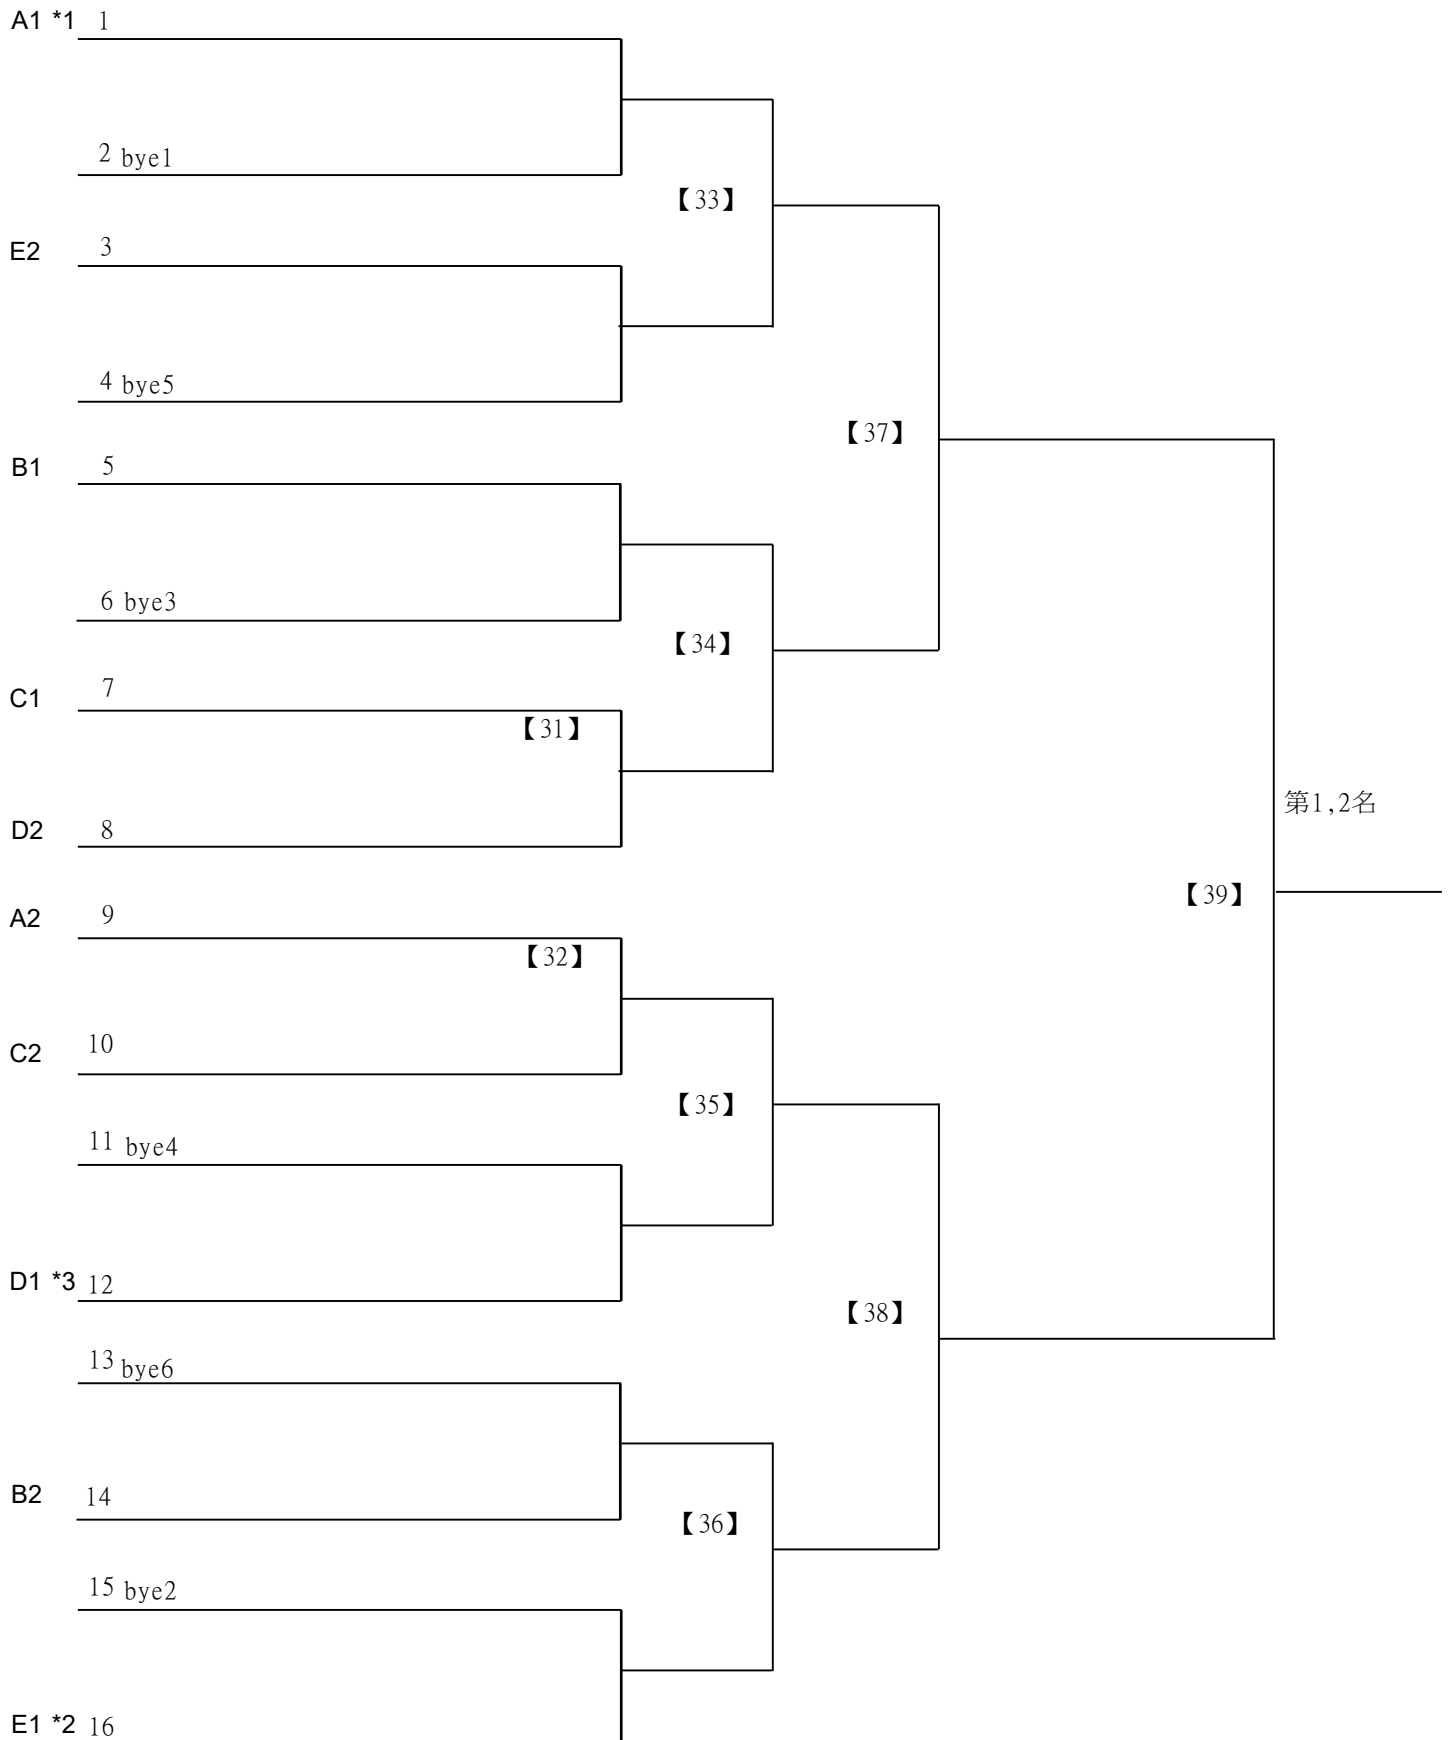 A1 *1 1
2 bye1
【33】
E2 3
4 bye5
【37】
B1 5
6 bye3
【34】
C1 7
【31】
第1,2名
D2 8
【39】
A2 9
【32】
C2 10
【35】
11 bye4
D1 *3 12
【38】
13 bye6
B2 14
【36】
15 bye2
E1 *2 16